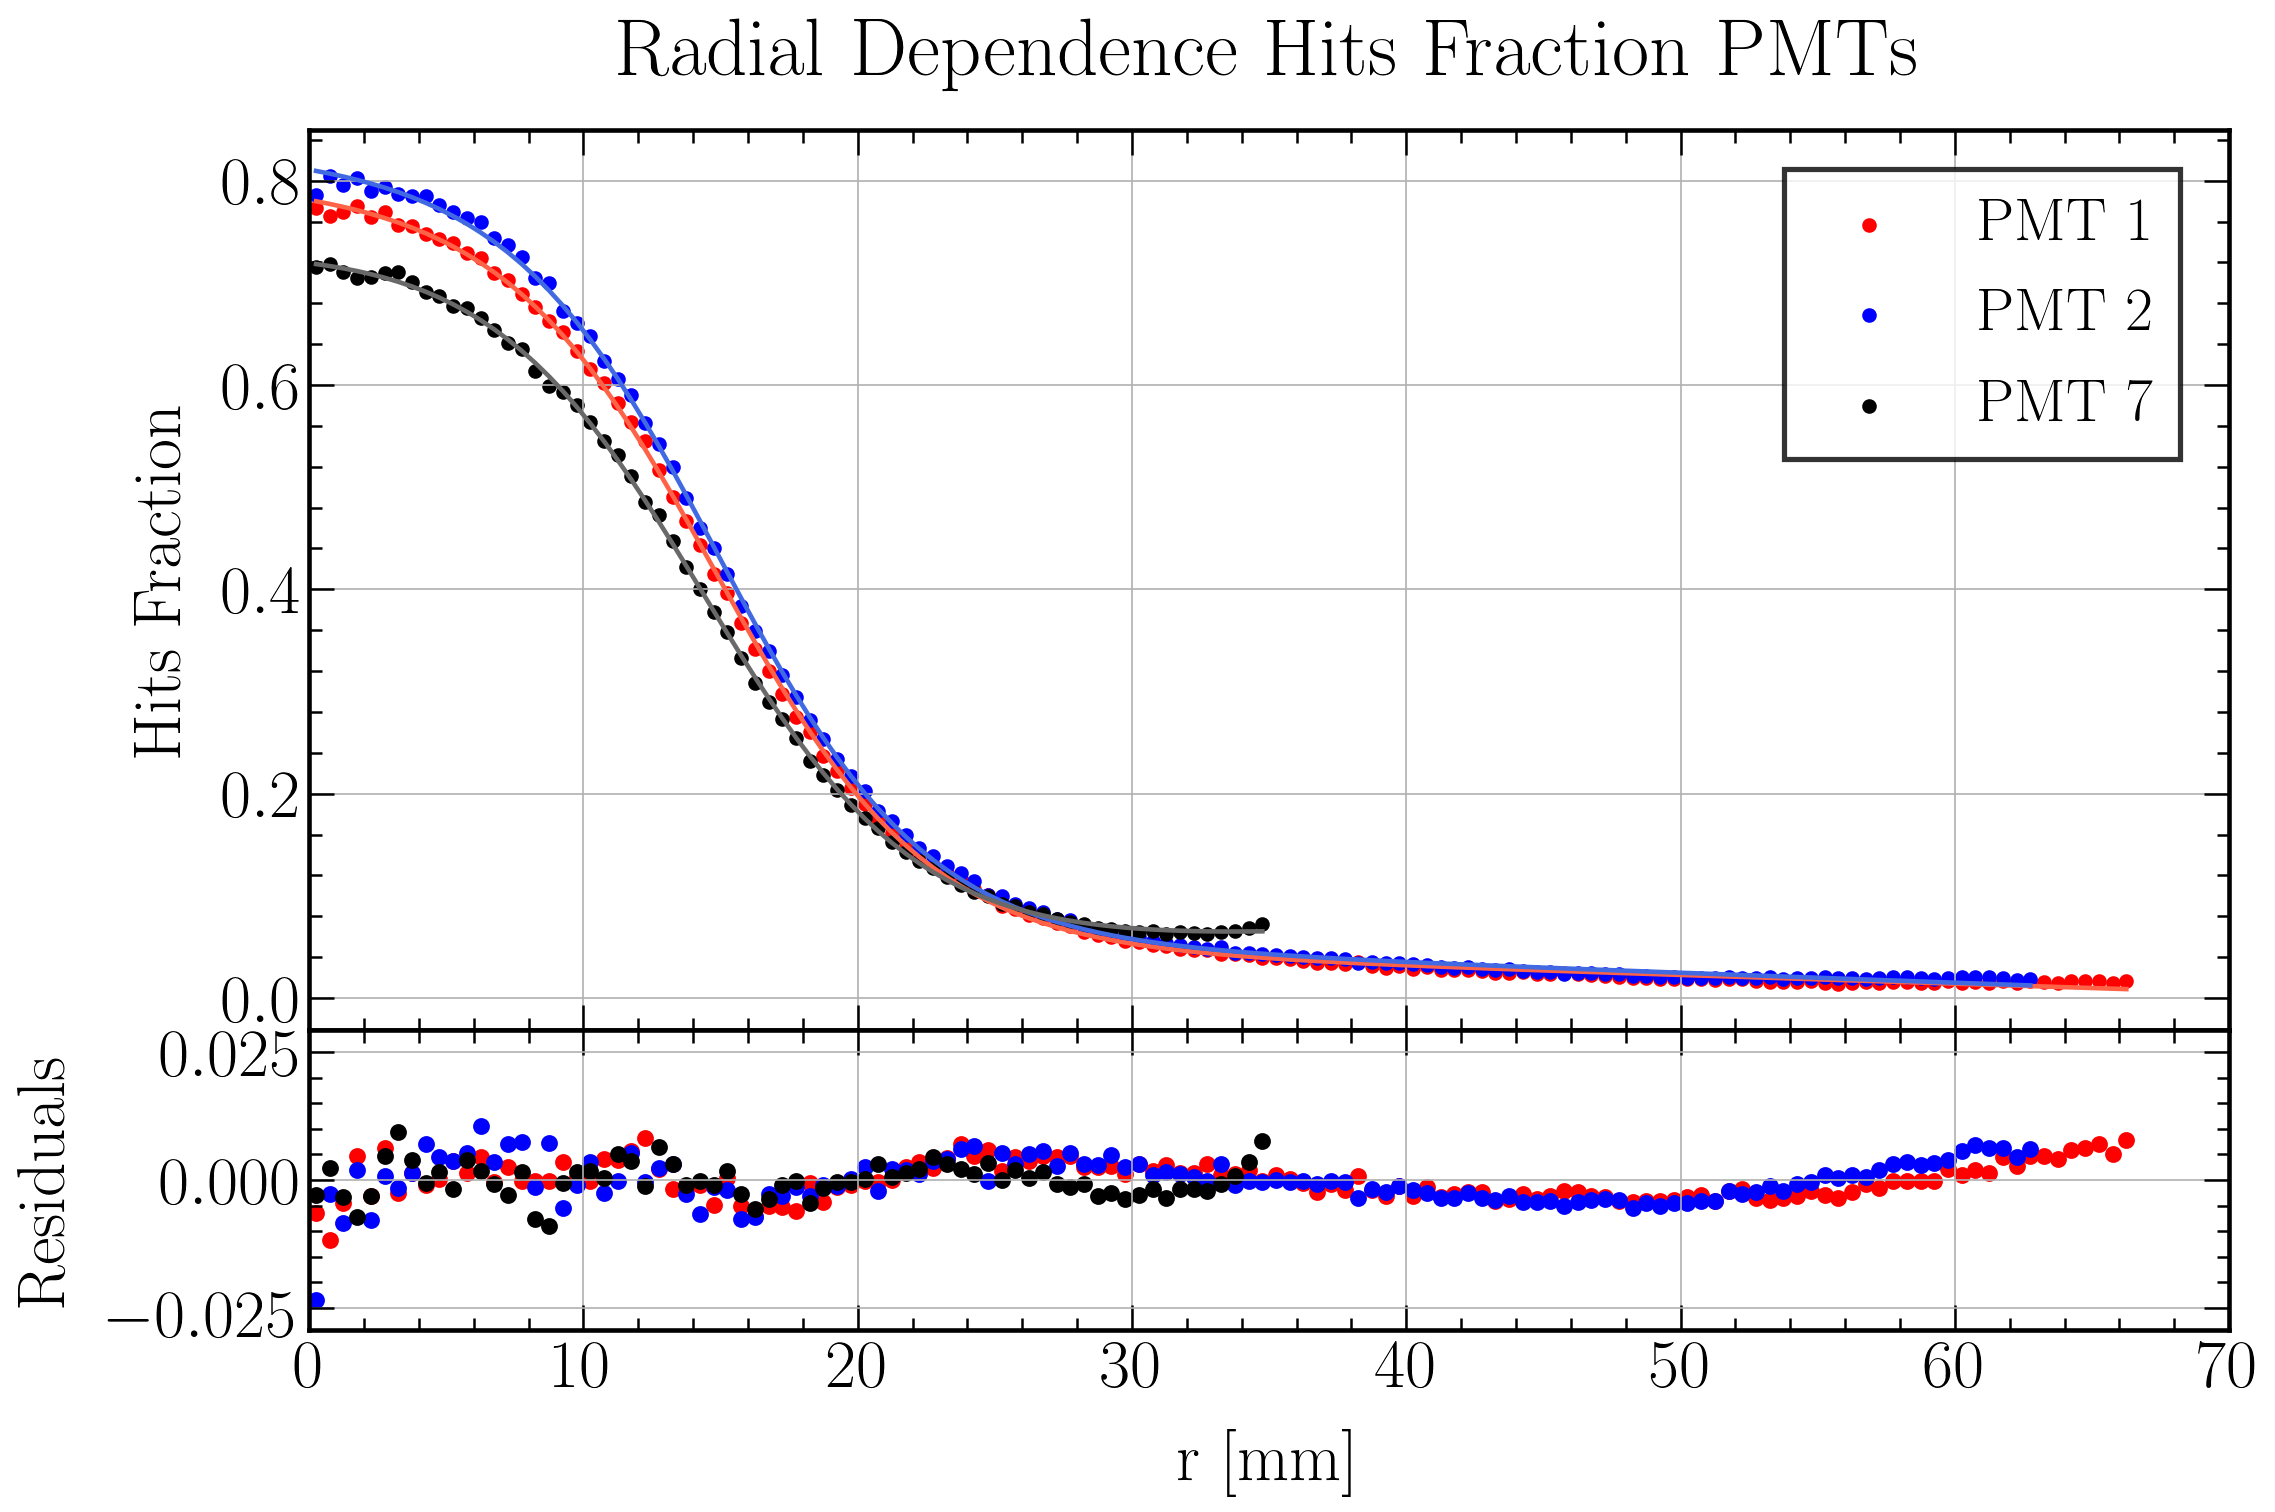 Radial Dependence Hits Fraction PMTs
Hits Fraction
0.8
0.6
0.4
0.2
0.0
PMT 1
PMT 2
PMT 7
Residuals
0.025
0.000
−0.025
0 10 20 30 40 50 60 70
r [mm]